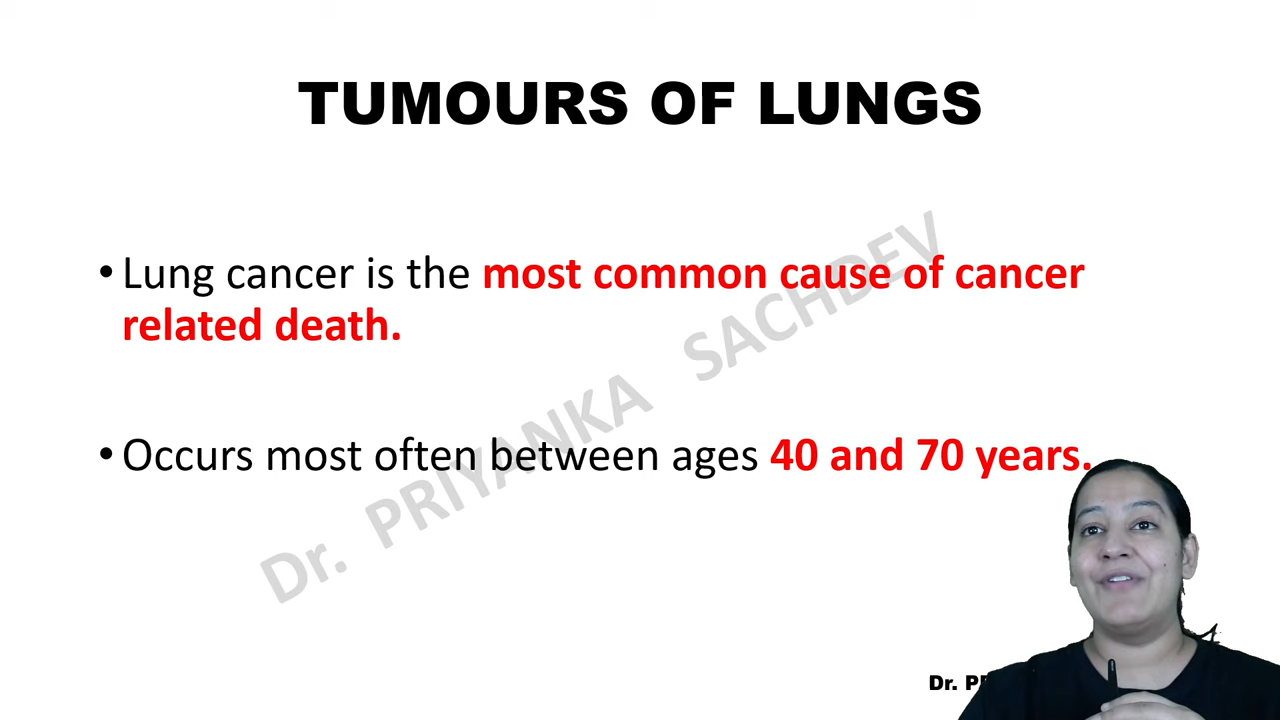 TUMOURS OF LUNGS
• Lung cancer is the most common cause of cancer
related death.
• Occurs most often between ages 40 and 70 years.
Dr. PRIYANKA SACHDEV
Dr.